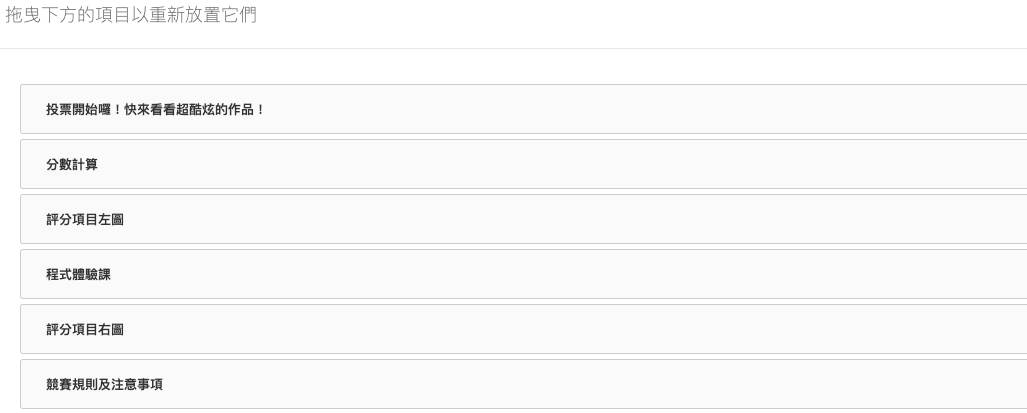 拖曳下方的項目以重新放置它們
投票開始囉！快來看看超酷炫的作品！
分數計算
評分項目左圖
程式體驗課
評分項目右圖
競賽規則及注意事項